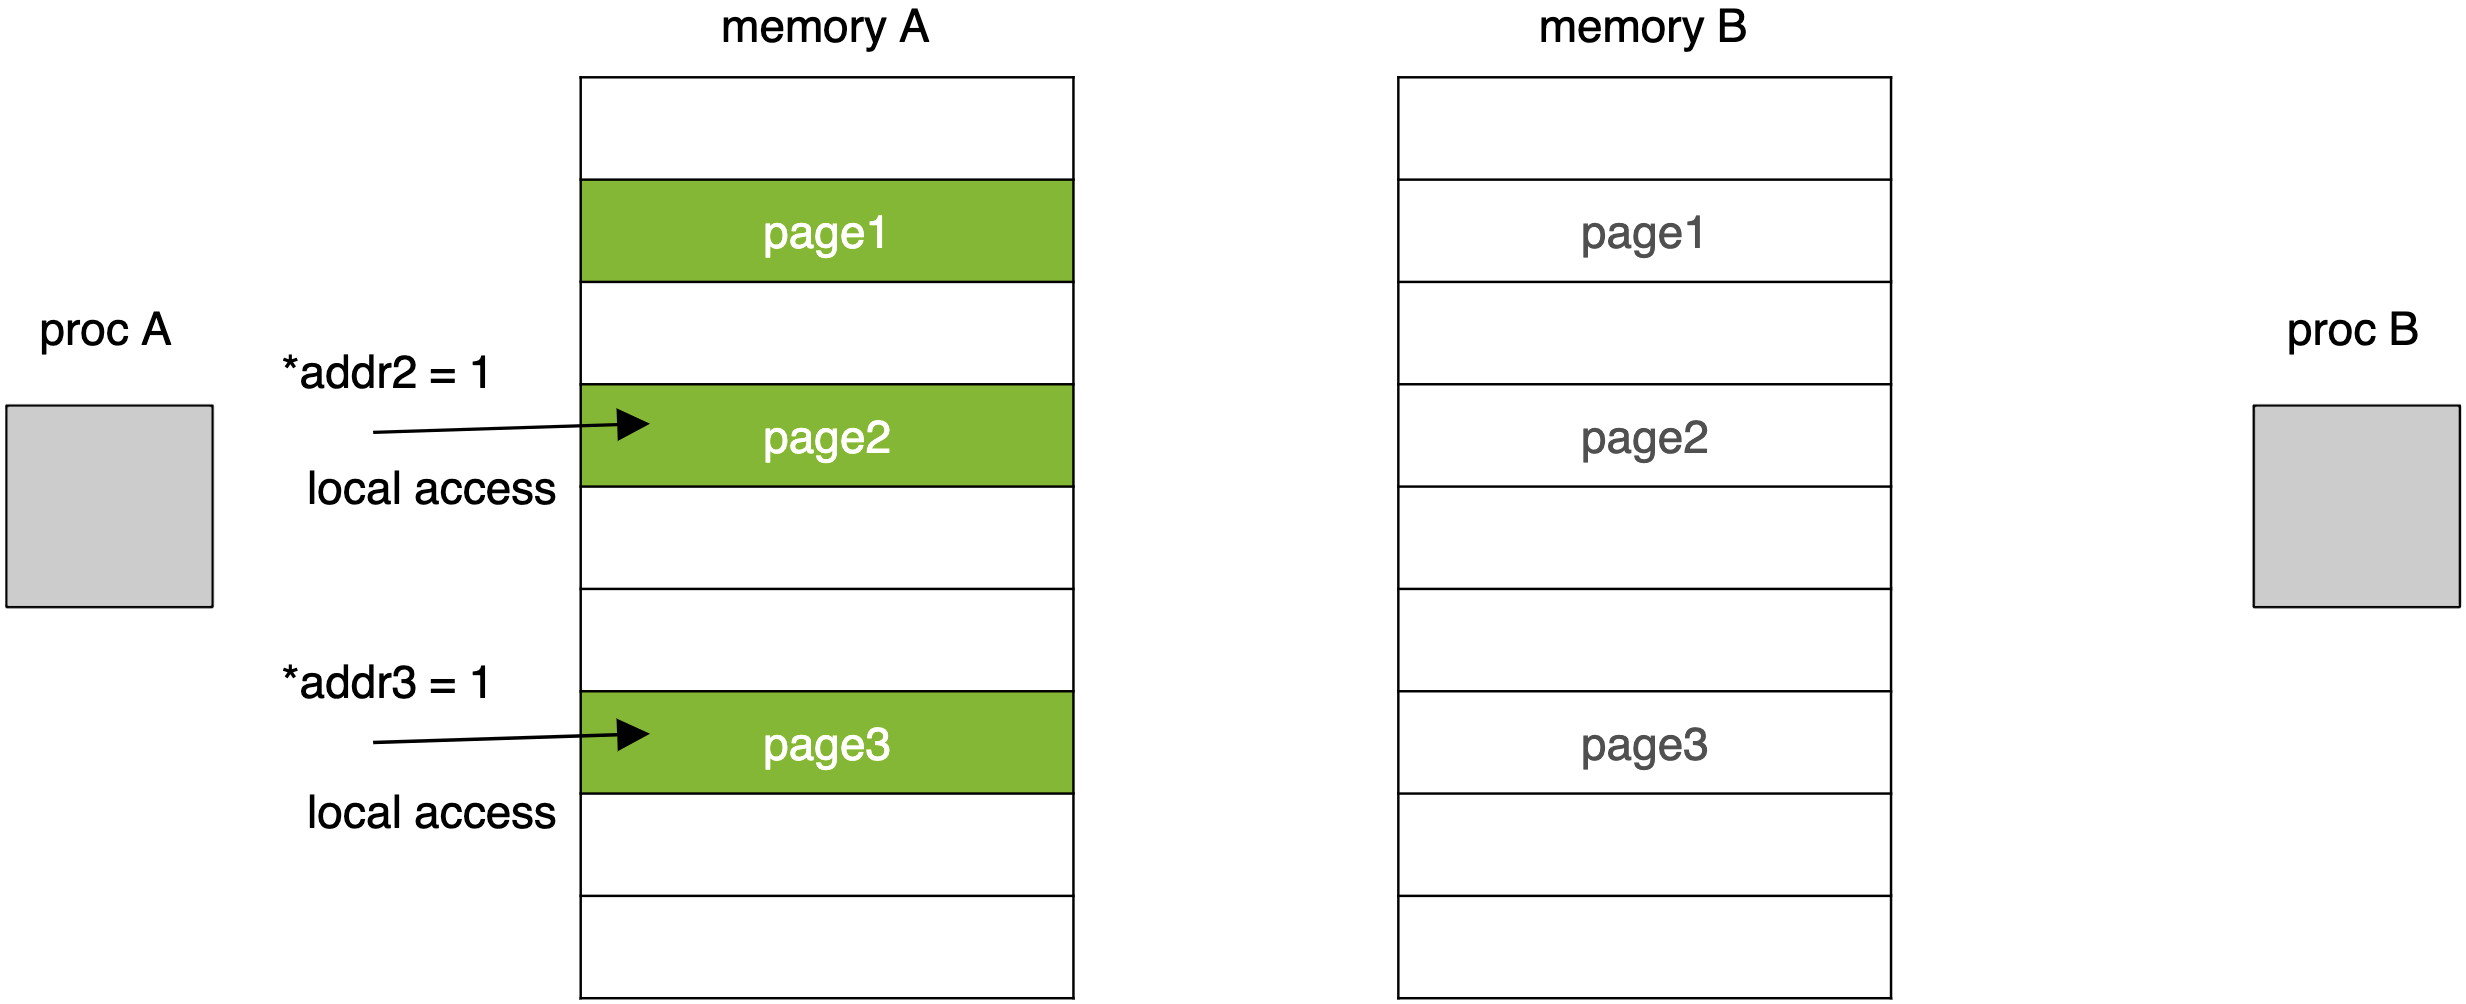 memory A
memory B
page1
page1
proc A
proc B
*addr2 = 1
page2
page2
local access
*addr3 = 1
page3
page3
local access